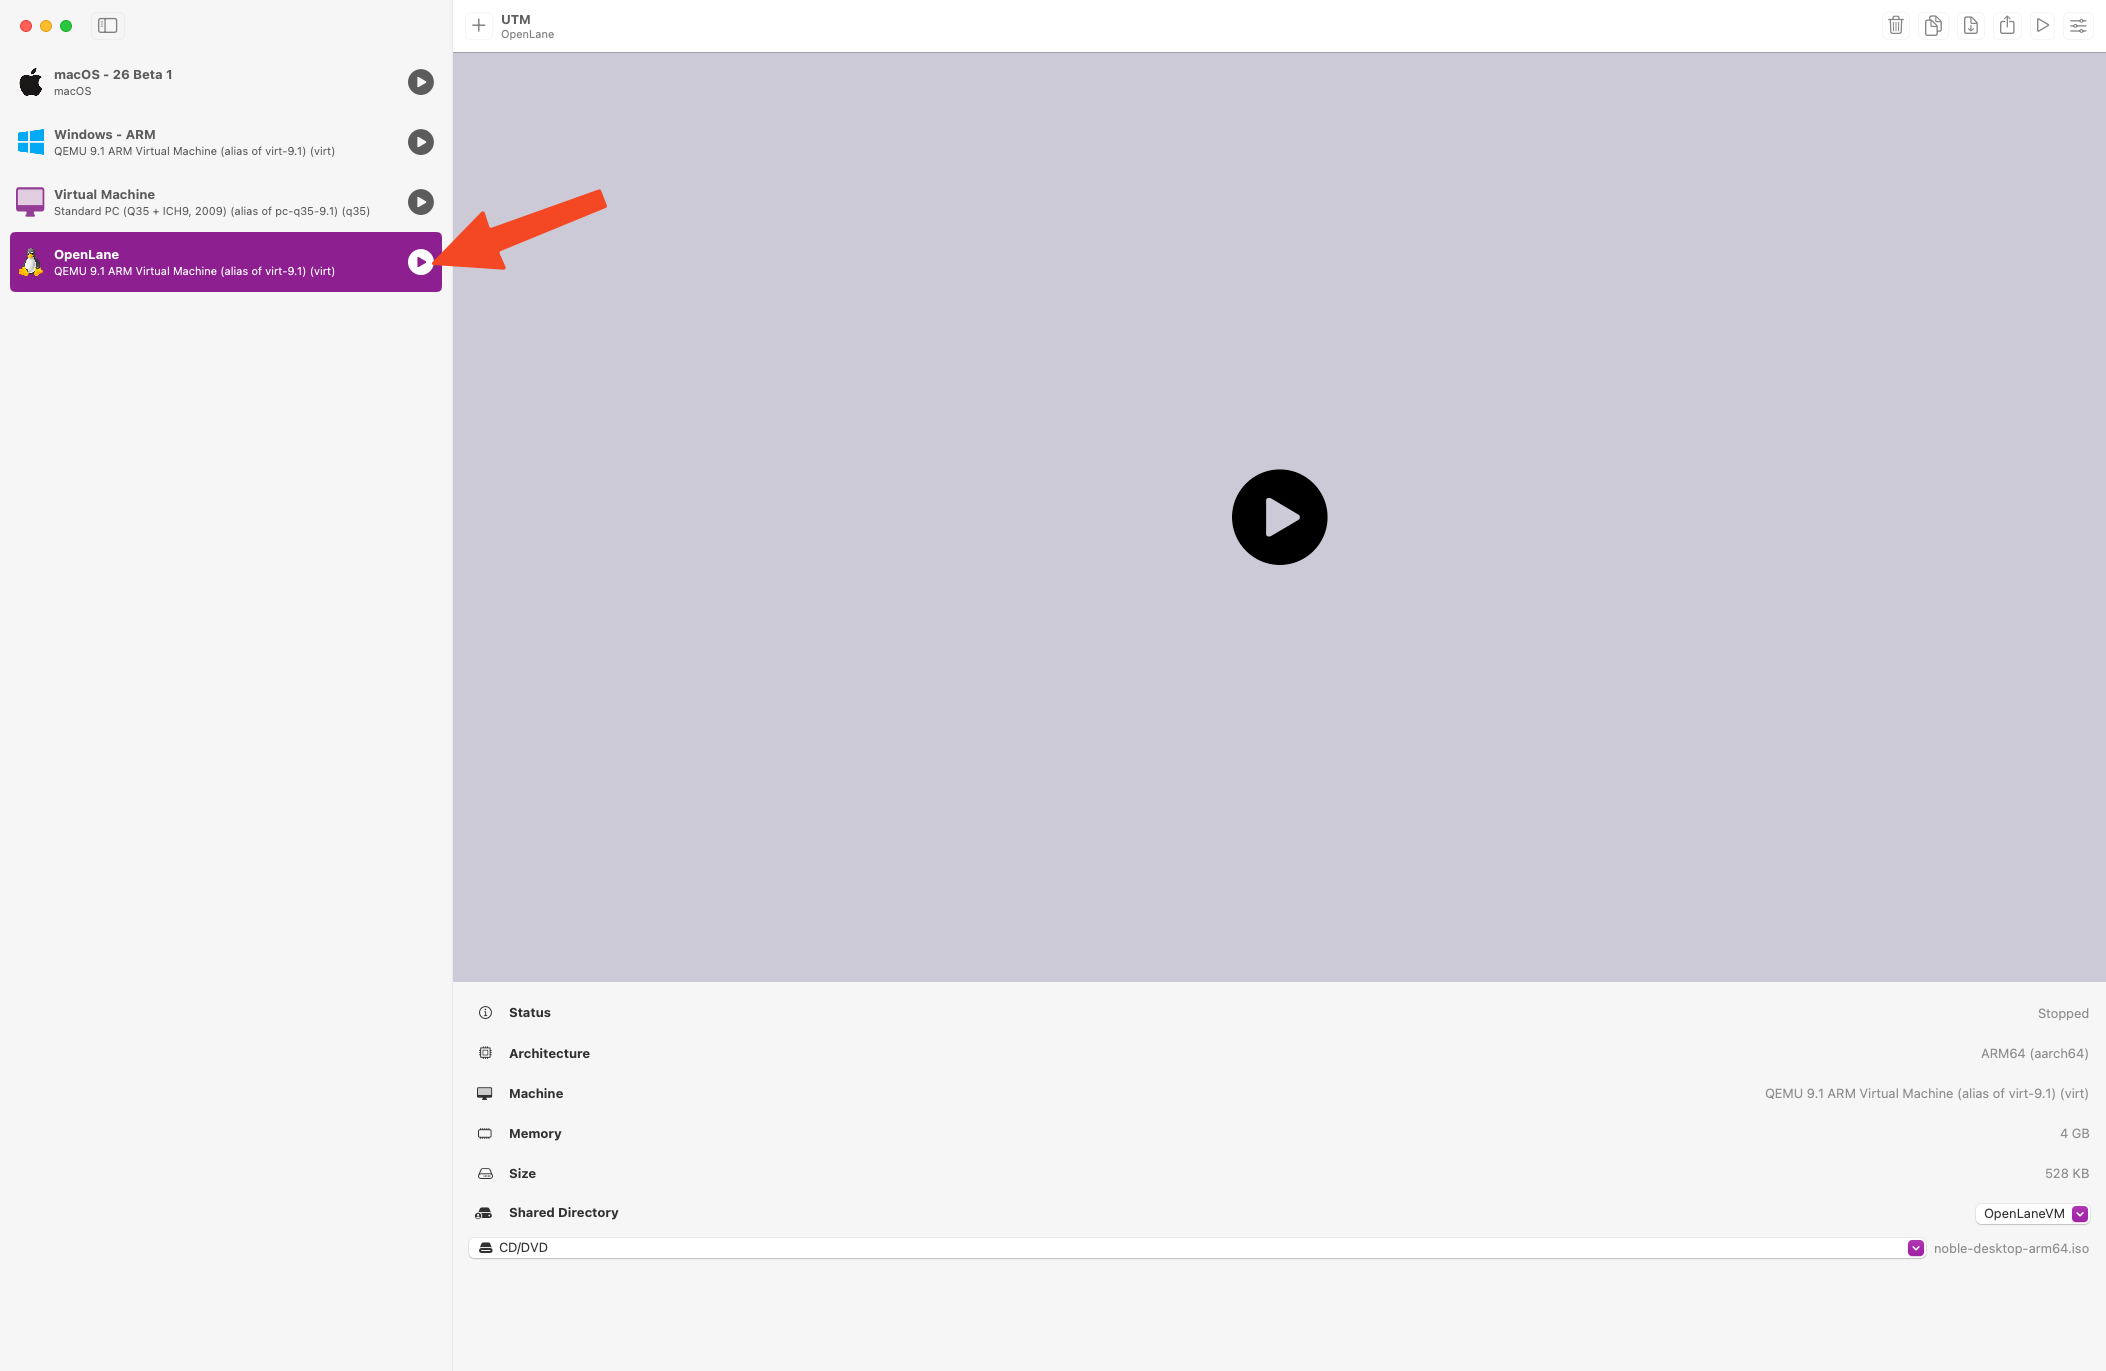 macOS - 26 Beta 1
macOS
Windows - ARM
QEMU 9.1 ARM Virtual Machine (alias of virt-9.1) (virt)
Virtual Machine
Standard PC (Q35 + ICH9, 2009) (alias of pc-q35-9.1) (q35)
OpenLane
QEMU 9.1 ARM Virtual Machine (alias of virt-9.1) (virt)
UTM
OpenLane
Status Stopped
Architecture ARM64 (aarch64)
Machine QEMU 9.1 ARM Virtual Machine (alias of virt-9.1) (virt)
Memory 4 GB
Size 528 KB
Shared Directory OpenLaneVM
CD/DVD noble-desktop-arm64.iso